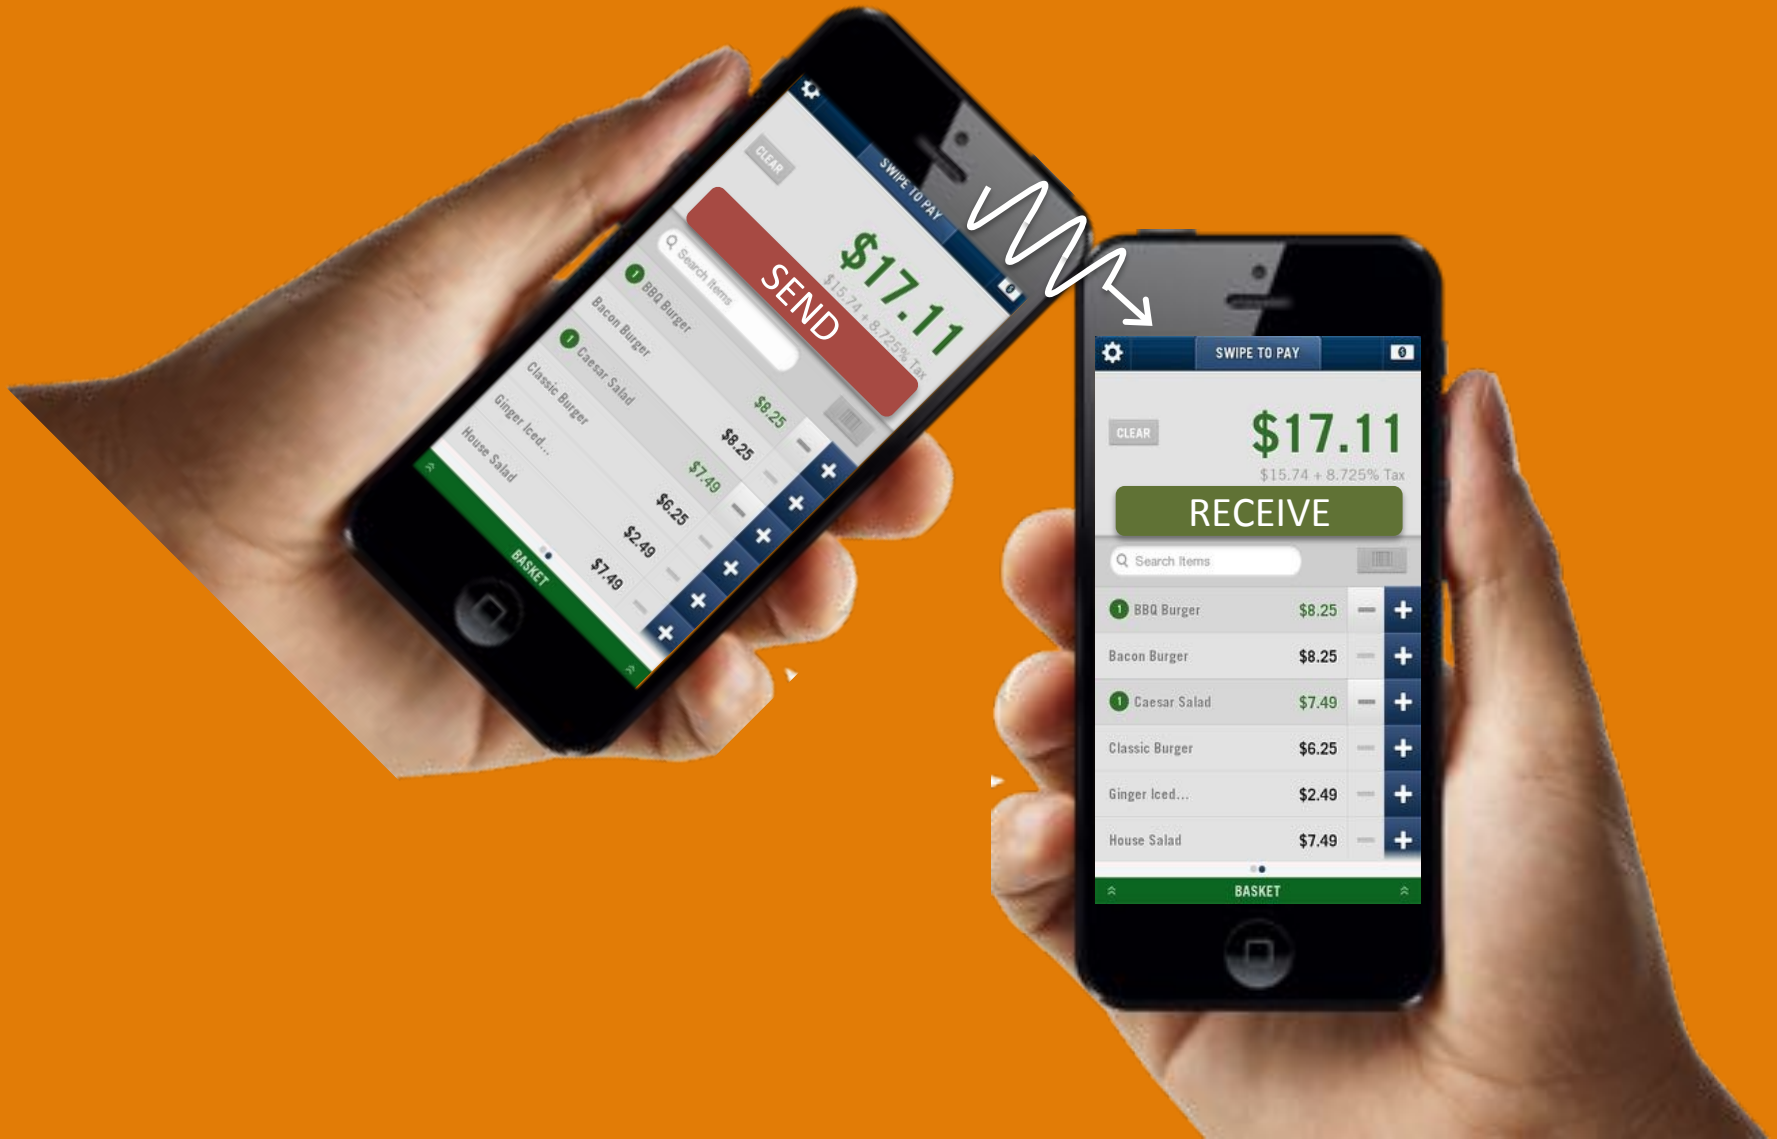 SWIPE TO PAY
0
CLEAR
$17.11
$15.74 + 8.725% Tax
SEND
Search Items
1 BBQ Burger $8.25
Bacon Burger $8.25
1 Caesar Salad $7.49
Classic Burger $6.25
Ginger Iced... $2.49
House Salad $7.49
BASKET
SWIPE TO PAY
0
CLEAR
$17.11
$15.74 + 8.725% Tax
RECEIVE
Search Items
1 BBQ Burger $8.25
Bacon Burger $8.25
1 Caesar Salad $7.49
Classic Burger $6.25
Ginger Iced... $2.49
House Salad $7.49
BASKET